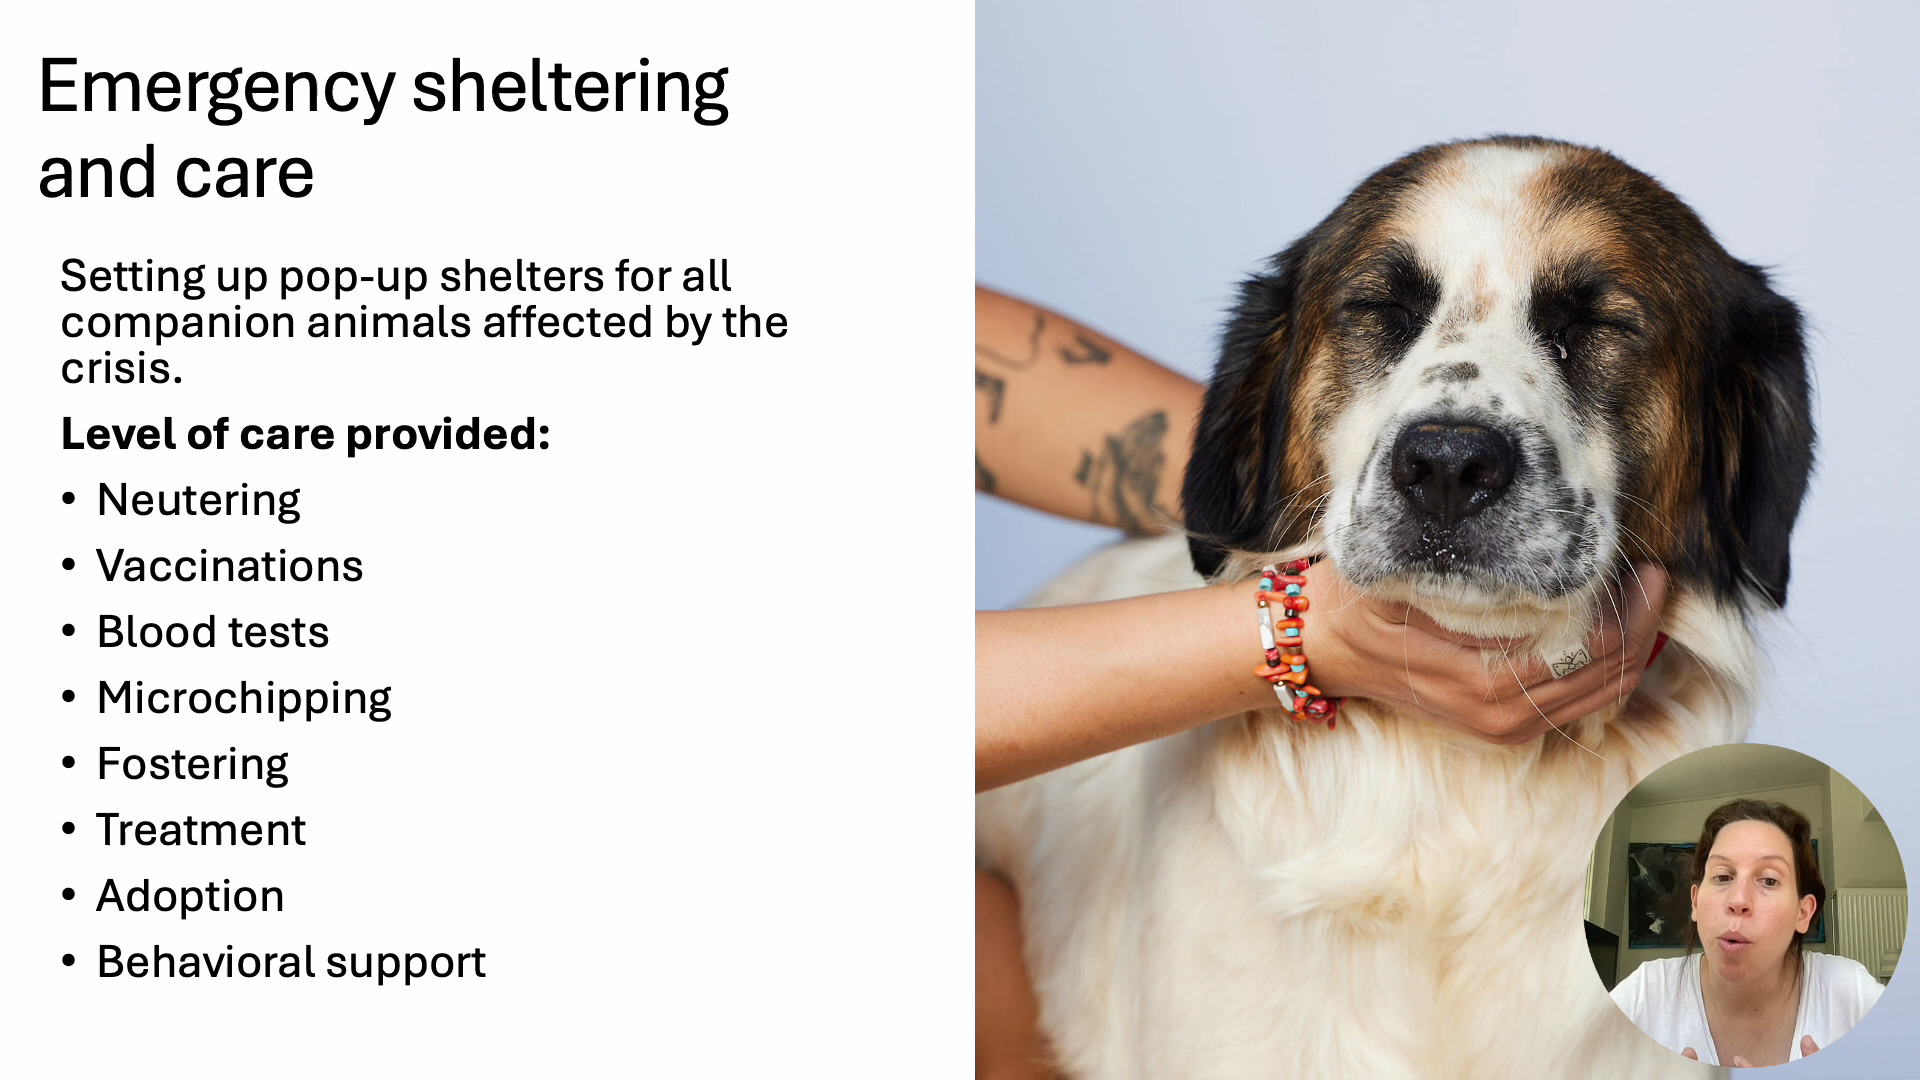 Emergency sheltering
and care
Setting up pop-up shelters for all
companion animals affected by the
crisis.
Level of care provided:
• Neutering
• Vaccinations
• Blood tests
• Microchipping
• Fostering
• Treatment
• Adoption
• Behavioral support